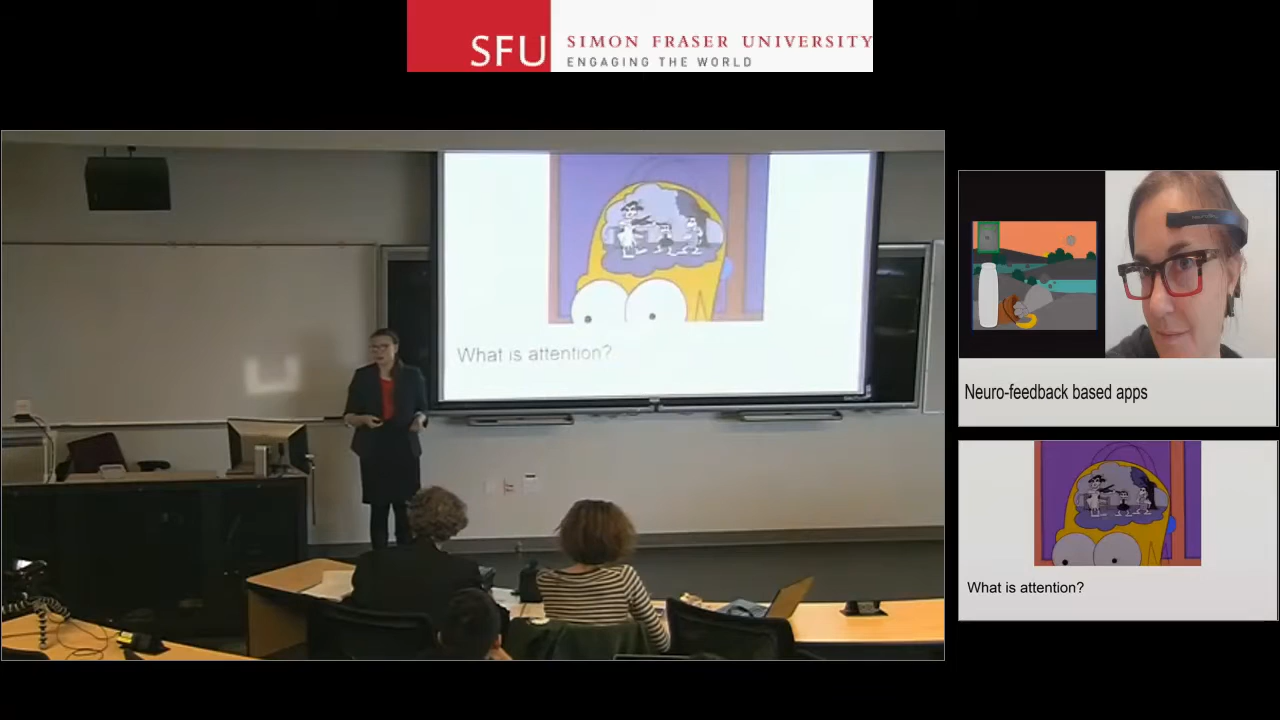 SFU
SIMON FRASER UNIVERSITY
ENGAGING THE WORLD
What is attention?
Neuro-feedback based apps
What is attention?